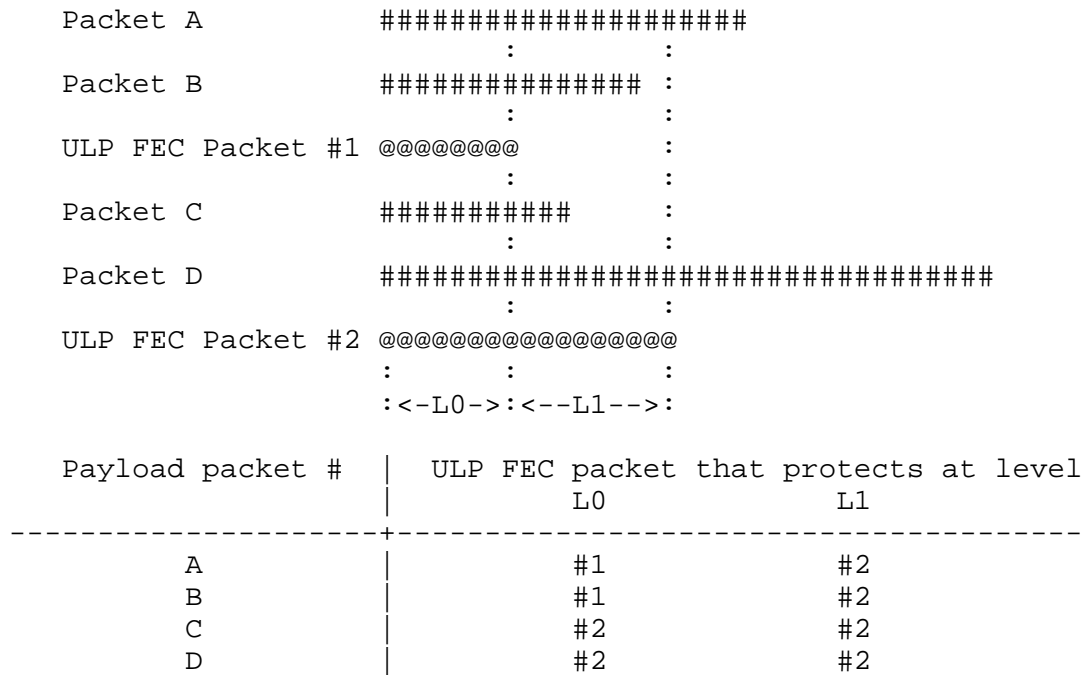 Packet A          #####################
:        :
Packet B          ############### :
:        :
ULP FEC Packet #1 @@@@@@@@        :
:        :
Packet C          ###########     :
:        :
Packet D          ###################################
:        :
ULP FEC Packet #2 @@@@@@@@@@@@@@@@@
:      :        :
:<-L0->:<--L1-->:
Payload packet #  |  ULP FEC packet that protects at level
|          L0             L1
---------------------+---------------------------------------
A          |          #1             #2
B          |          #1             #2
C          |          #2             #2
D          |          #2             #2